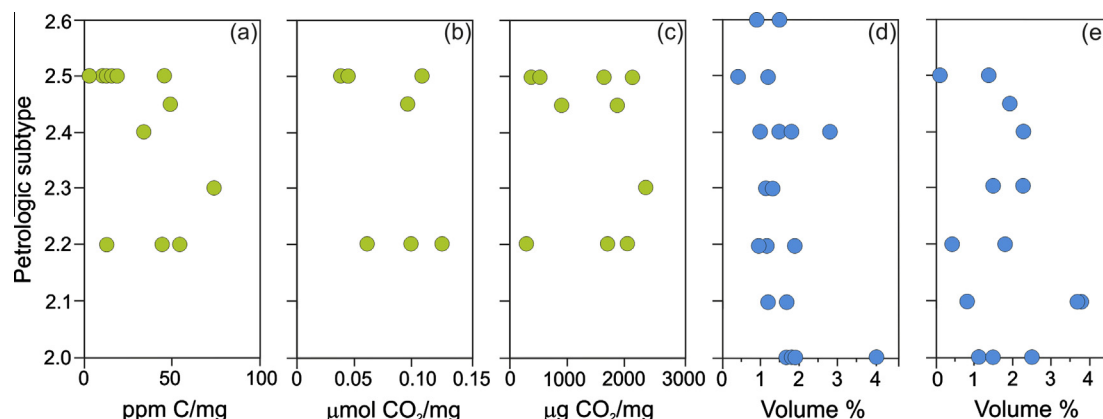 (a) (b) (c) (d) (e
Petrologic subtype
2.6
2.5
2.4
2.3
2.2
2.1
2.0
0 50 100
0 0.05 0.10 0.15
0 1000 2000 3000
0 1 2 3 4
0 1 2 3 4
ppm C/mg
μmol CO₂/mg
μg CO₂/mg
Volume %
Volume %